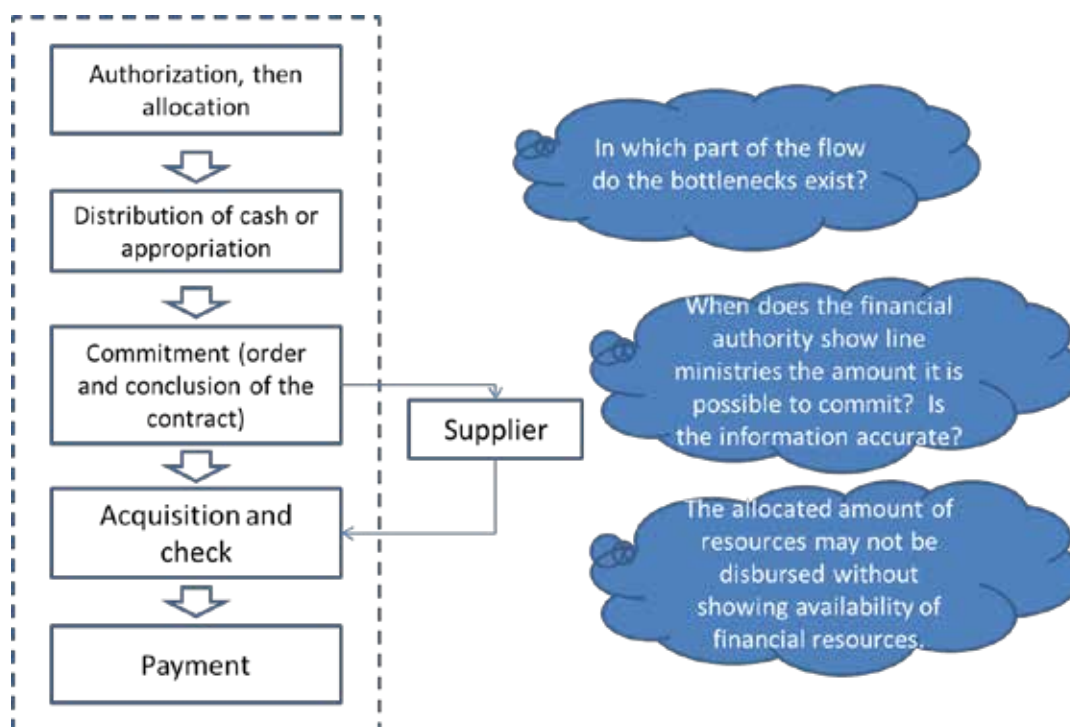 Authorization, then
allocation
Distribution of cash or
appropriation
Commitment (order
and conclusion of the
contract)
Supplier
Acquisition and
check
Payment
In which part of the flow
do the bottlenecks exist?
When does the financial
authority show line
ministries the amount it is
possible to commit? Is
the information accurate?
The allocated amount of
resources may not be
disbursed without
showing availability of
financial resources.